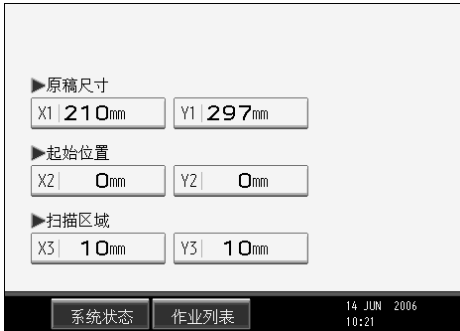 ▶原稿尺寸
X1 210mm Y1 297mm
▶起始位置
X2 0mm Y2 0mm
▶扫描区域
X3 10mm Y3 10mm
系统状态 作业列表 14 JUN 2006
10:21